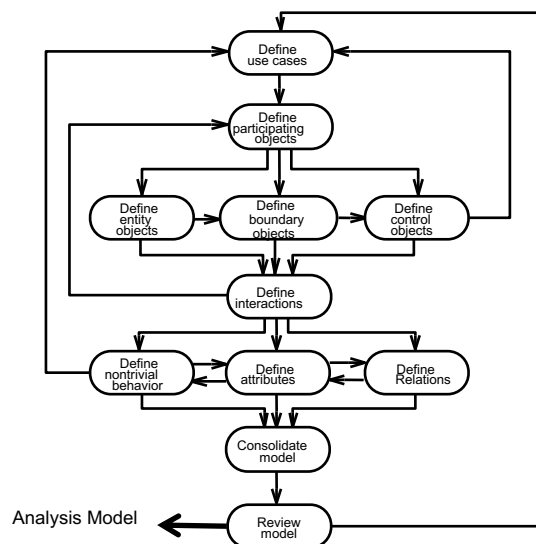 Define
use cases
Define
participating
objects
Define
entity
objects
Define
boundary
objects
Define
control
objects
Define
interactions
Define
nontrivial
behavior
Define
attributes
Define
Relations
Consolidate
model
Analysis Model
Review
model